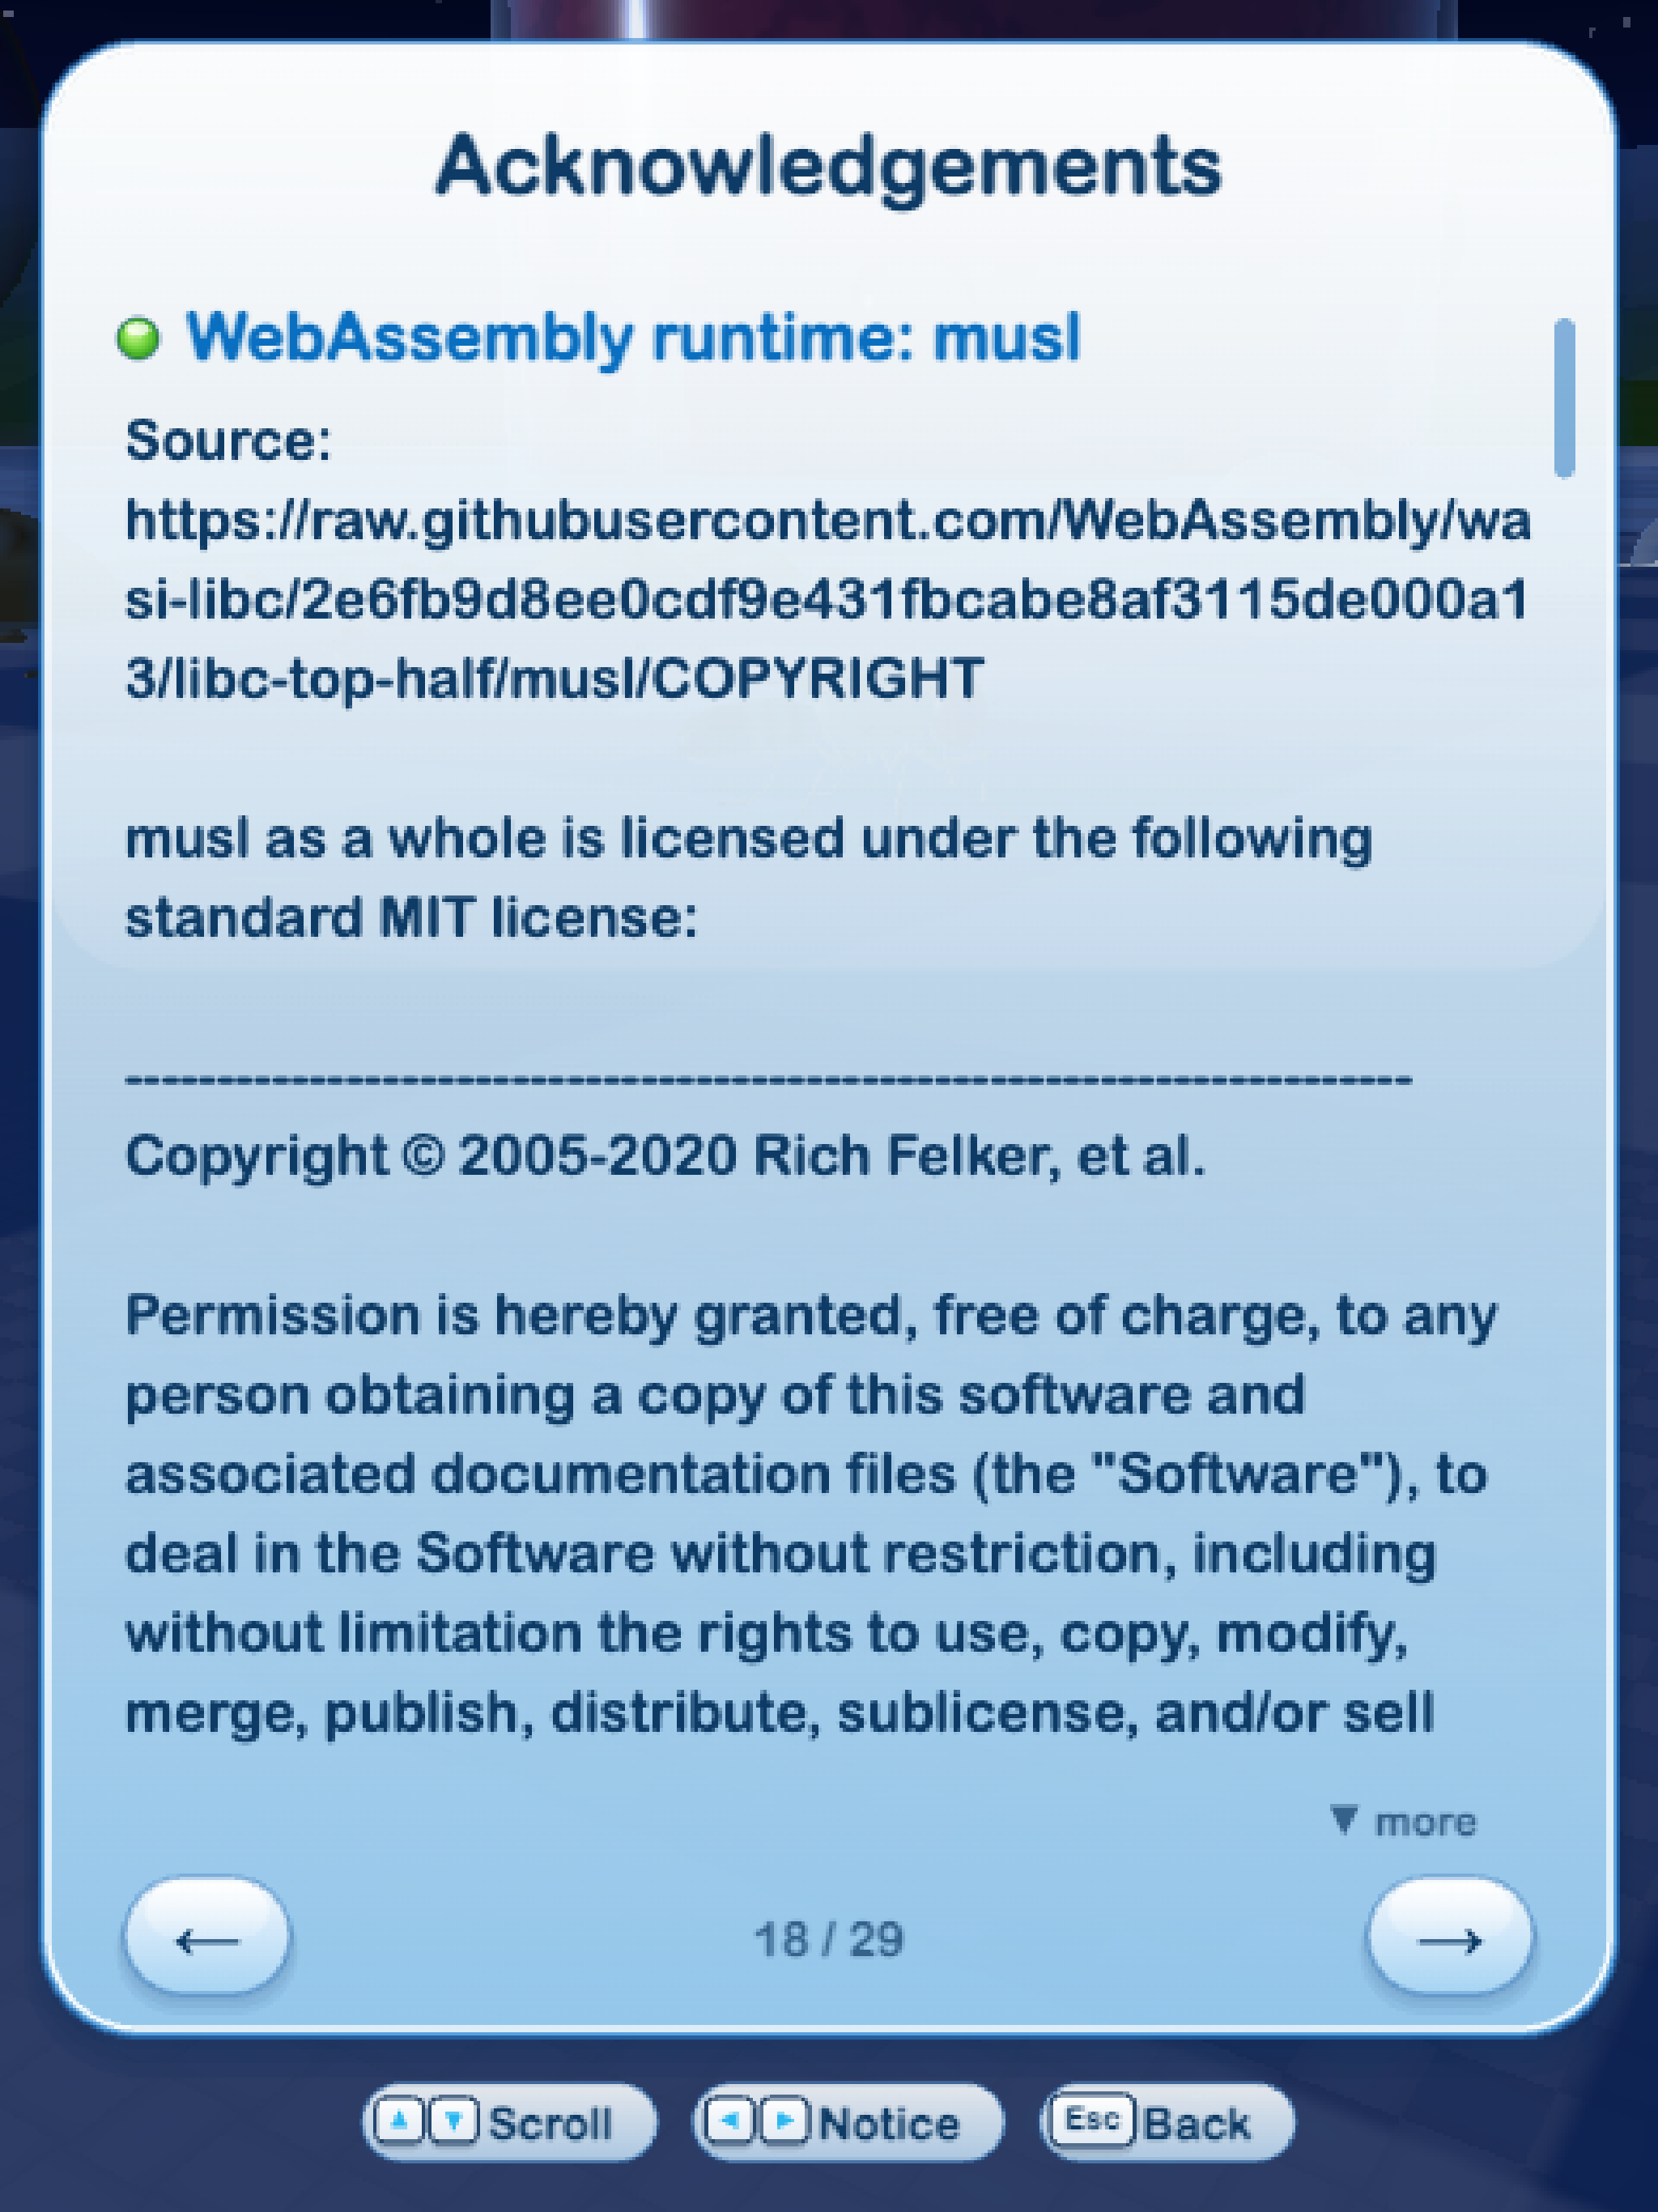 Acknowledgements
WebAssembly runtime: musl
Source:
https://raw.githubusercontent.com/WebAssembly/wa
si-libc/2e6fb9d8ee0cdf9e431fbcabe8af3115de000a1
3/libc-top-half/musl/COPYRIGHT
musl as a whole is licensed under the following
standard MIT license:
----------------------------------------------------------------------
Copyright © 2005-2020 Rich Felker, et al.
Permission is hereby granted, free of charge, to any
person obtaining a copy of this software and
associated documentation files (the "Software"), to
deal in the Software without restriction, including
without limitation the rights to use, copy, modify,
merge, publish, distribute, sublicense, and/or sell
▼ more
← 18 / 29 →
▲ ▼ Scroll ◄ ► Notice Esc Back